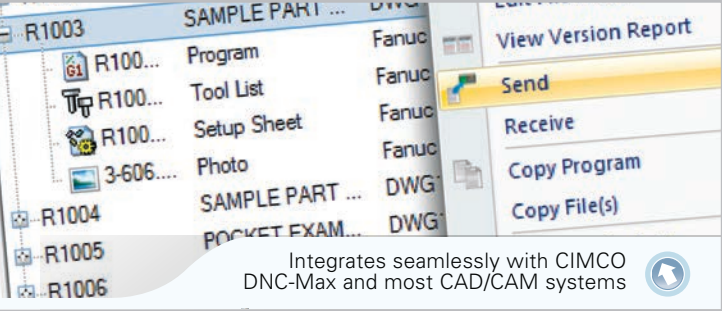 R1003 SAMPLE PART ...
R100... Program Fanuc
R100... Tool List Fanuc
R100... Setup Sheet Fanuc
3-606.... Photo Fanuc
R1004 SAMPLE PART ... DWG
R1005 POCKET EXAM... DWG
R1006
View Version Report
Send
Receive
Copy Program
Copy File(s)
Integrates seamlessly with CIMCO
DNC-Max and most CAD/CAM systems